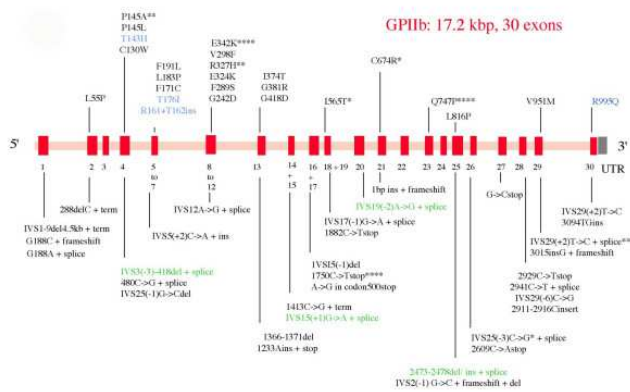 GPIIb: 17.2 kbp, 30 exons
P145A**
P145L
T143H
C130W
L55P
F191L
L183P
F171C
T176I
R161+T162ins
E342K****
V298F
R327H**
E324K
F289S
G242D
I374T
G381R
G418D
I565T*
C674R*
Q747P****
L816P
V951M
R995Q
5' 3'
1 2 3 4 5 to 7 8 to 12 13 14 + 15 16 + 17 18 +19 20 21 22 23 24 25 26 27 28 29 30 UTR
IVS1-9del4.5kb + term
G188C + frameshift
G188A + splice
288delC + term
IVS3(-3)-418del + splice
480C->G + splice
IVS25(-1)G->Cdel
IVS5(+2)C->A + ins
IVS12A->G + splice
1366-1371del
1233Ains + stop
1413C->G + term
IVS15(+1)G->A + splice
IVS15(-1)del
1750C->Tstop****
A->G in codon500stop
IVS17(-1)G->A + splice
1882C->Tstop
IVS19(-2)A->G + splice
1bp ins + frameshift
2473-2478del: ins + splice
IVS2(-1) G->C + frameshift + del
IVS25(-3)C->G* + splice
2609C->Astop
G->Cstop
2929C->Tstop
2941C->T + splice
IVS29(-6)C->G
2911-2916Cinsert
IVS29(+2)T->C + splice**
3015insG + frameshift
IVS29(+2)T->C
3094TGins